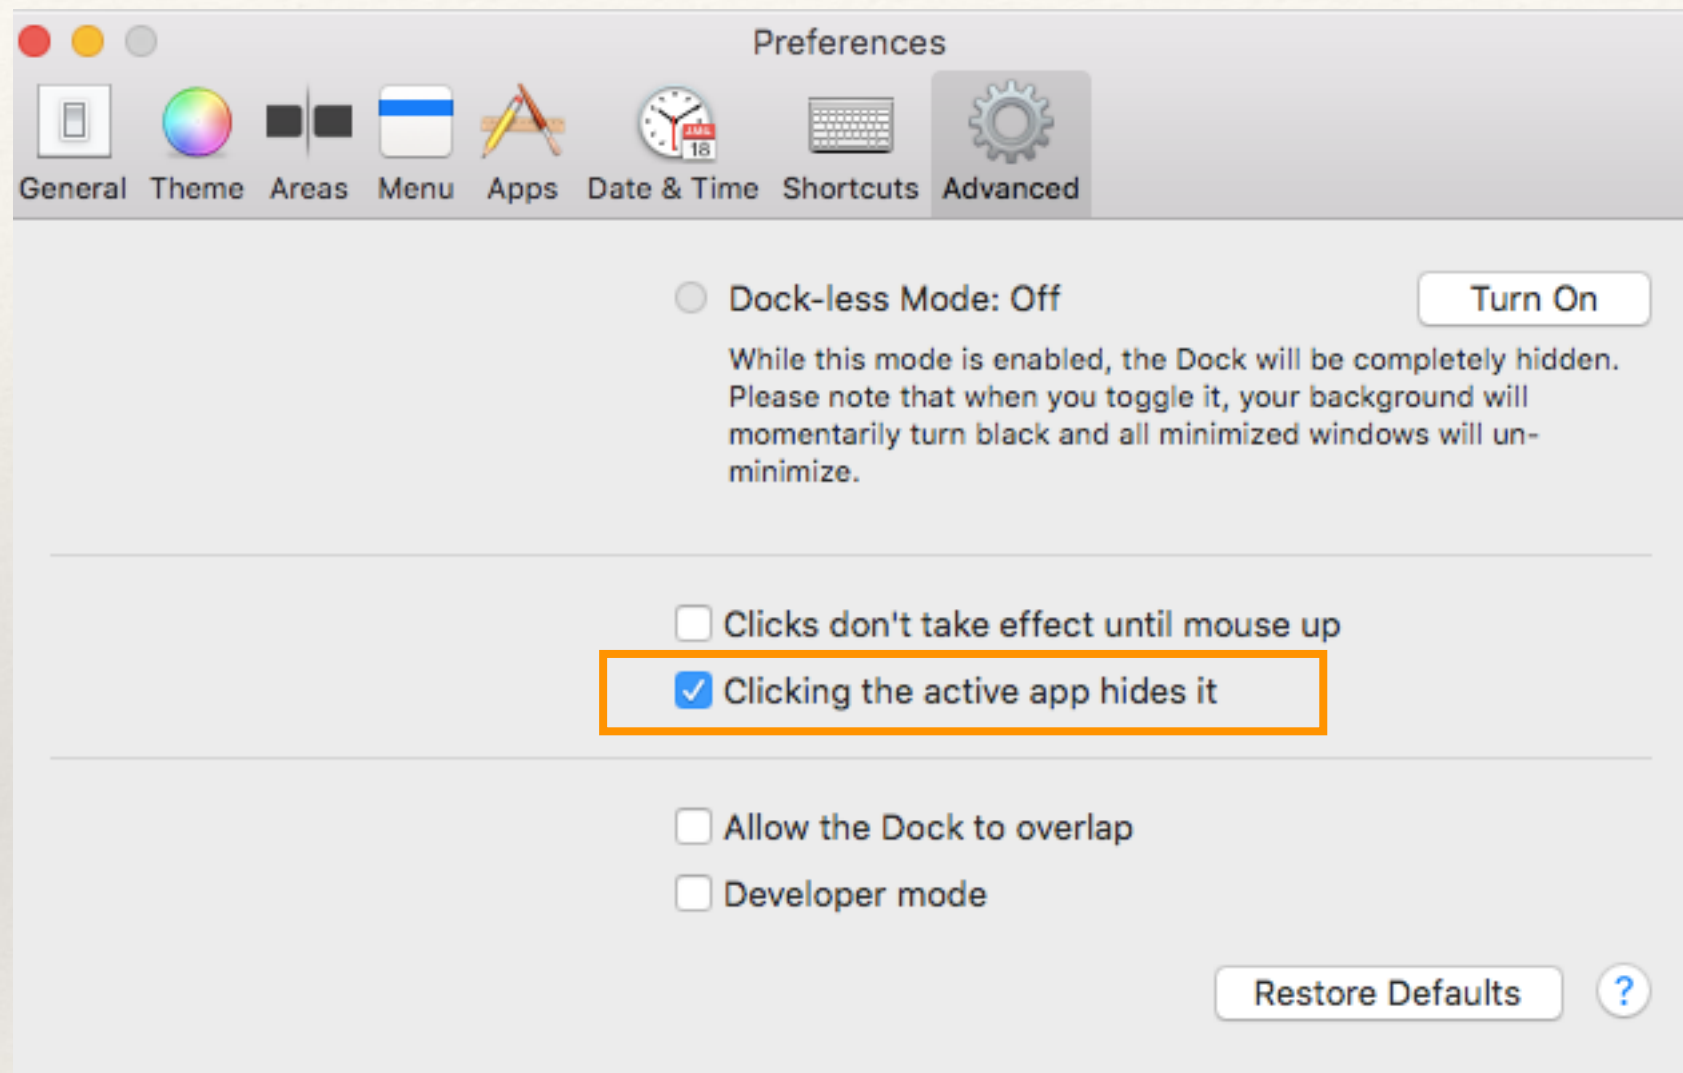 Preferences
General Theme Areas Menu Apps Date & Time Shortcuts Advanced
JUL
18
Dock-less Mode: Off
Turn On
While this mode is enabled, the Dock will be completely hidden.
Please note that when you toggle it, your background will
momentarily turn black and all minimized windows will un-
minimize.
Clicks don't take effect until mouse up
Clicking the active app hides it
Allow the Dock to overlap
Developer mode
Restore Defaults
?